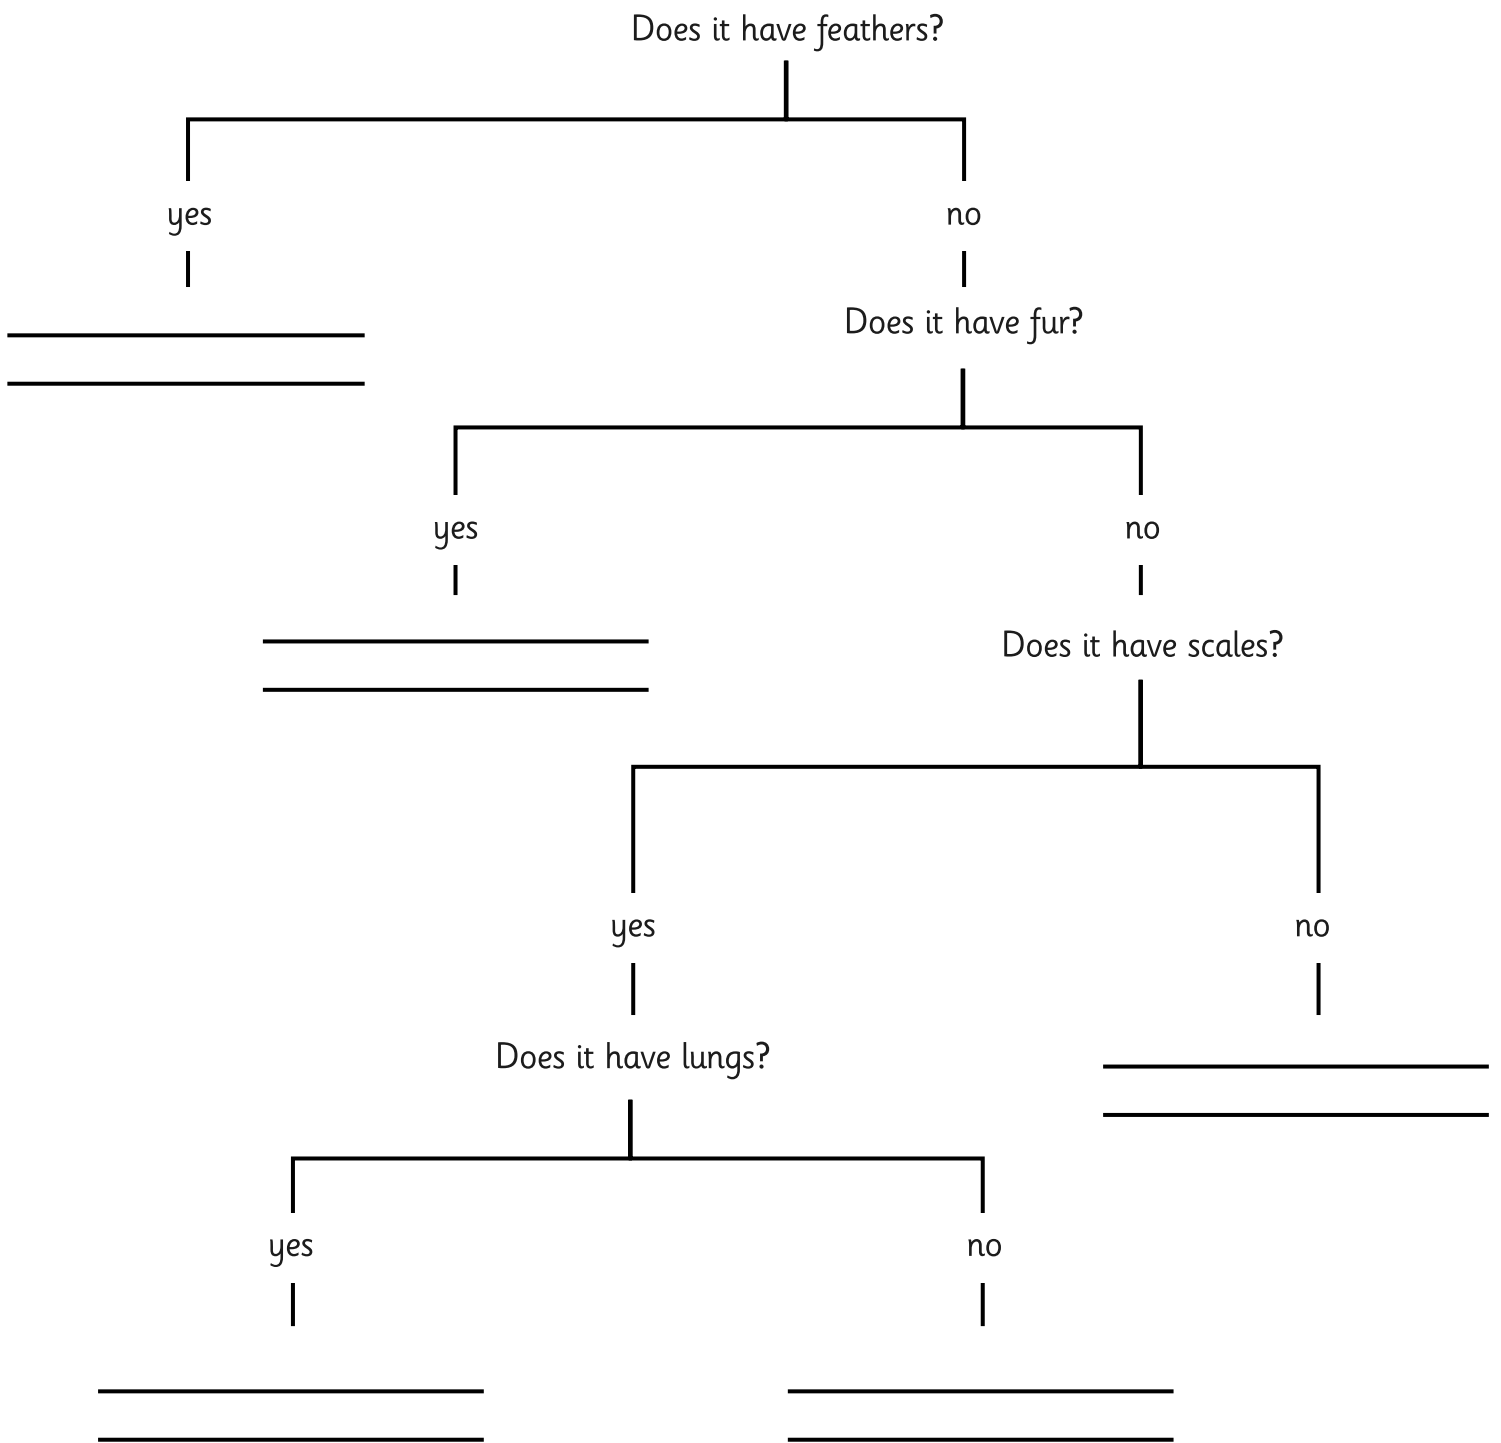 Does it have feathers?
yes
no
Does it have fur?
yes
no
Does it have scales?
yes
no
Does it have lungs?
yes
no